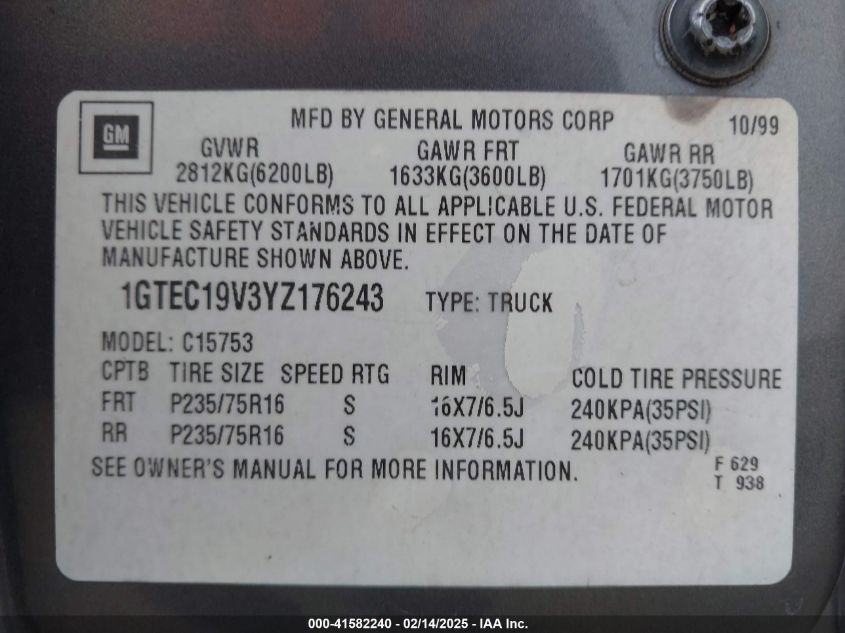 GM
MFD BY GENERAL MOTORS CORP 10/99
GVWR GAWR FRT GAWR RR
2812KG(6200LB) 1633KG(3600LB) 1701KG(3750LB)
THIS VEHICLE CONFORMS TO ALL APPLICABLE U.S. FEDERAL MOTOR
VEHICLE SAFETY STANDARDS IN EFFECT ON THE DATE OF
MANUFACTURE SHOWN ABOVE.
1GTEC19V3YZ176243 TYPE: TRUCK
MODEL: C15753
CPTB TIRE SIZE SPEED RTG RIM COLD TIRE PRESSURE
FRT P235/75R16 S 16X7/6.5J 240KPA(35PSI)
RR P235/75R16 S 16X7/6.5J 240KPA(35PSI)
SEE OWNER'S MANUAL FOR MORE INFORMATION. F 629
T 938
000-41582240 - 02/14/2025 - IAA Inc.